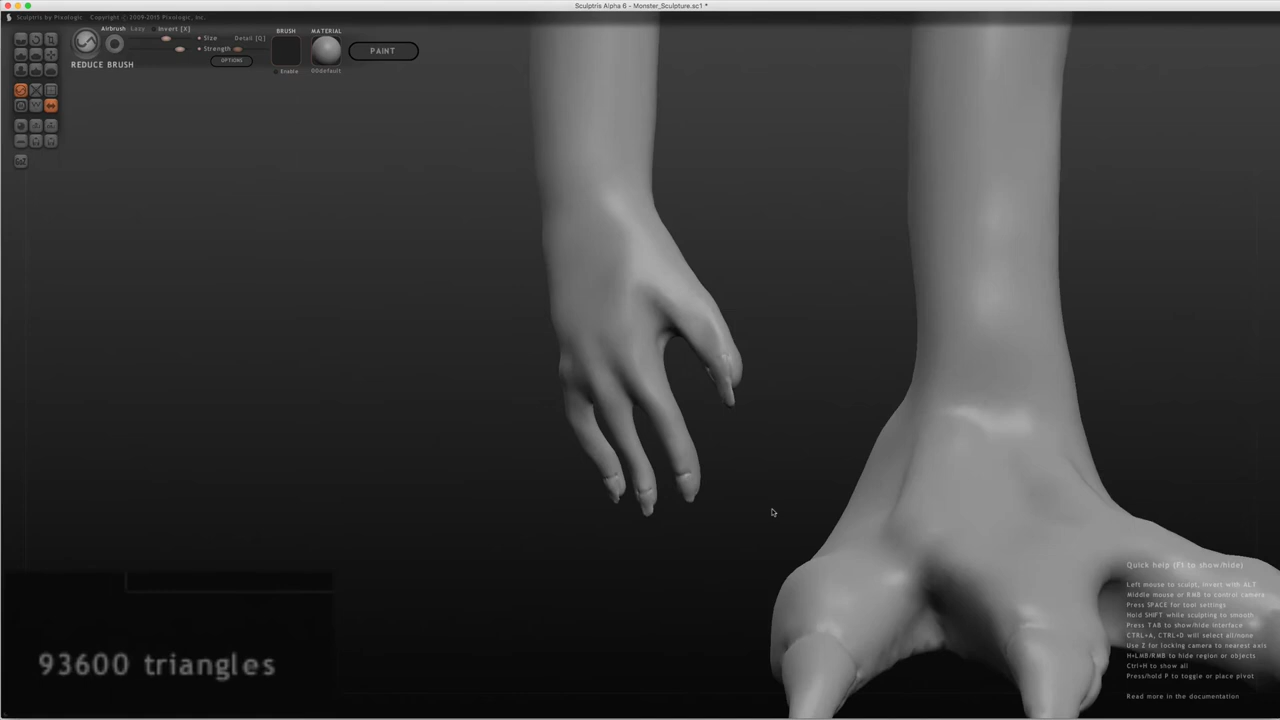 Sculptris Alpha 6 - Monster_Sculpture.sc1 *
Sculptris by Pixologic Copyright © 2009-2015 Pixologic, Inc.
Airbrush Lazy Invert [X]
Size Detail [Q]
Strength
OPTIONS
REDUCE BRUSH
BRUSH
Enable
MATERIAL
00default
PAINT
GoZ
93600 triangles
Quick help (F1 to show/hide)
Left mouse to sculpt, invert with ALT
Middle mouse or RMB to control camera
Press SPACE for tool settings
Hold SHIFT while sculpting to smooth
Press TAB to show/hide interface
CTRL+A, CTRL+D will select all/none
Use Z for locking camera to nearest axis
H+LMB/RMB to hide region or objects
Ctrl+H to show all
Press/hold P to toggle or place pivot
Read more in the documentation